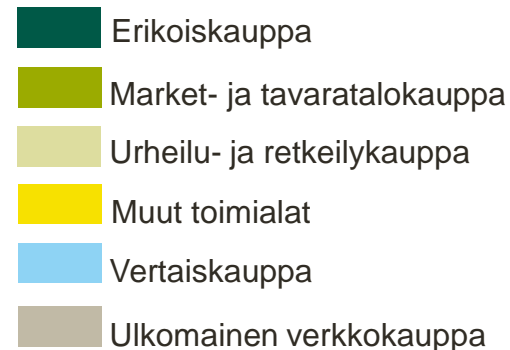 Erikoiskauppa
Market- ja tavaratalokauppa
Urheilu- ja retkeilykauppa
Muut toimialat
Vertaiskauppa
Ulkomainen verkkokauppa